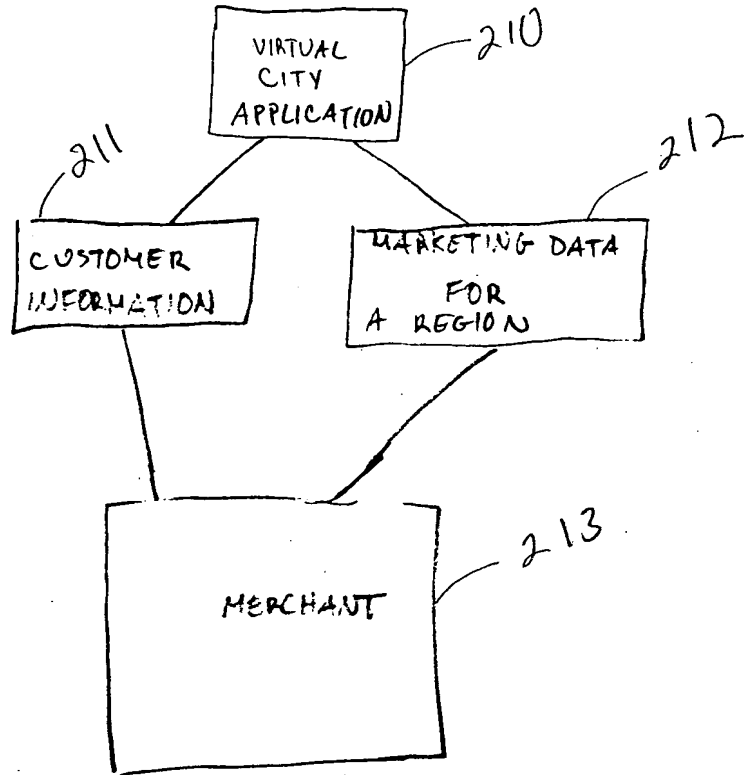 VIRTUAL
CITY
APPLICATION
210
211
212
CUSTOMER
INFORMATION
MARKETING DATA
FOR
A REGION
MERCHANT
213